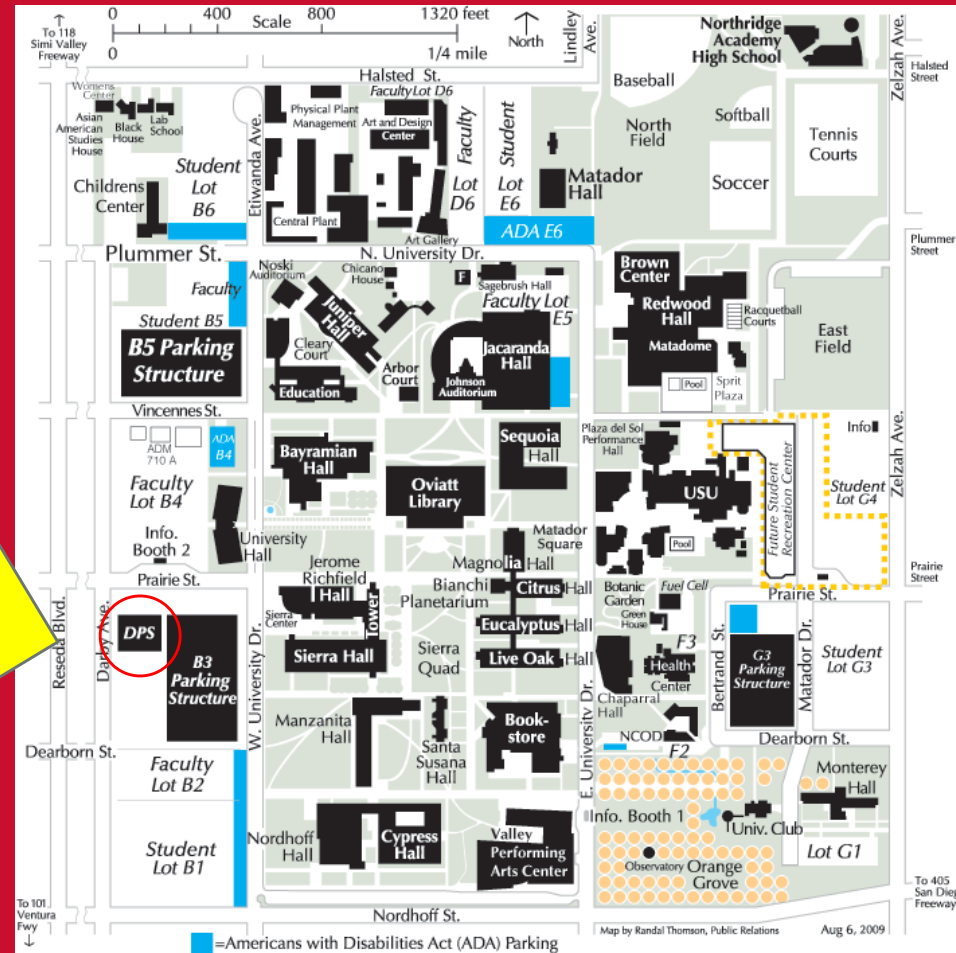 0 400 800 1320 feet
Scale
0 1/4 mile
North
To 118
Simi Valley
Freeway
Lindley
Ave.
Northridge
Academy
High School
Zelzah Ave.
Halsted
Street
Halsted St.
Womens
Center
Asian
American
Studies
House
Black
House
Lab
School
Childrens
Center
Student
Lot
B6
Etiwanda Ave.
Physical Plant
Management
Faculty Lot D6
Art and Design
Center
Central Plant
Art Gallery
Faculty
Lot
D6
Student
Lot
E6
ADA E6
Matador
Hall
Baseball
North
Field
Softball
Soccer
Tennis
Courts
Plummer St.
N. University Dr.
Plummer
Street
Faculty
Student B5
B5 Parking
Structure
Vincennes St.
Noski
Auditorium
Chicano
House
Juniper
Hall
Cleary
Court
Education
Arbor
Court
F
Sagebrush Hall
Faculty Lot
E5
Jacaranda
Hall
Johnson
Auditorium
Brown
Center
Redwood
Hall
Matadome
Racquetball
Courts
Pool
Sprit
Plaza
East
Field
ADM
710 A
ADA
B4
Faculty
Lot B4
Info.
Booth 2
University
Hall
Prairie St.
Bayramian
Hall
Oviatt
Library
Sequoia
Hall
Plaza del Sol
Performance
Hall
USU
Pool
Future Student
Recreation Center
Info
Student
Lot G4
Zelzah Ave.
Matador
Square
Jerome
Richfield
Hall
Sierra
Center
Tower
Sierra Hall
Magnolia Hall
Bianchi
Planetarium
Citrus Hall
Eucalyptus Hall
Live Oak Hall
Sierra
Quad
Botanic
Garden
Fuel Cell
Green
House
F3
Health
Center
Chaparral
Hall
NCOD
F2
Prairie
Street
Prairie St.
Bertrand St.
G3
Parking
Structure
Matador Dr.
Student
Lot G3
Dearborn St.
Reseda Blvd.
Darby Ave.
DPS
B3
Parking
Structure
W. University Dr.
Dearborn St.
Faculty
Lot B2
Student
Lot B1
Manzanita
Hall
Santa
Susana
Hall
Book-
store
E. University Dr.
Nordhoff
Hall
Cypress
Hall
Valley
Performing
Arts Center
Info. Booth 1
Univ. Club
Observatory
Orange
Grove
Monterey
Hall
Lot G1
To 101
Ventura
Fwy
Nordhoff St.
To 405
San Dieg
Freeway
=Americans with Disabilities Act (ADA) Parking
Map by Randal Thomson, Public Relations Aug 6, 2009